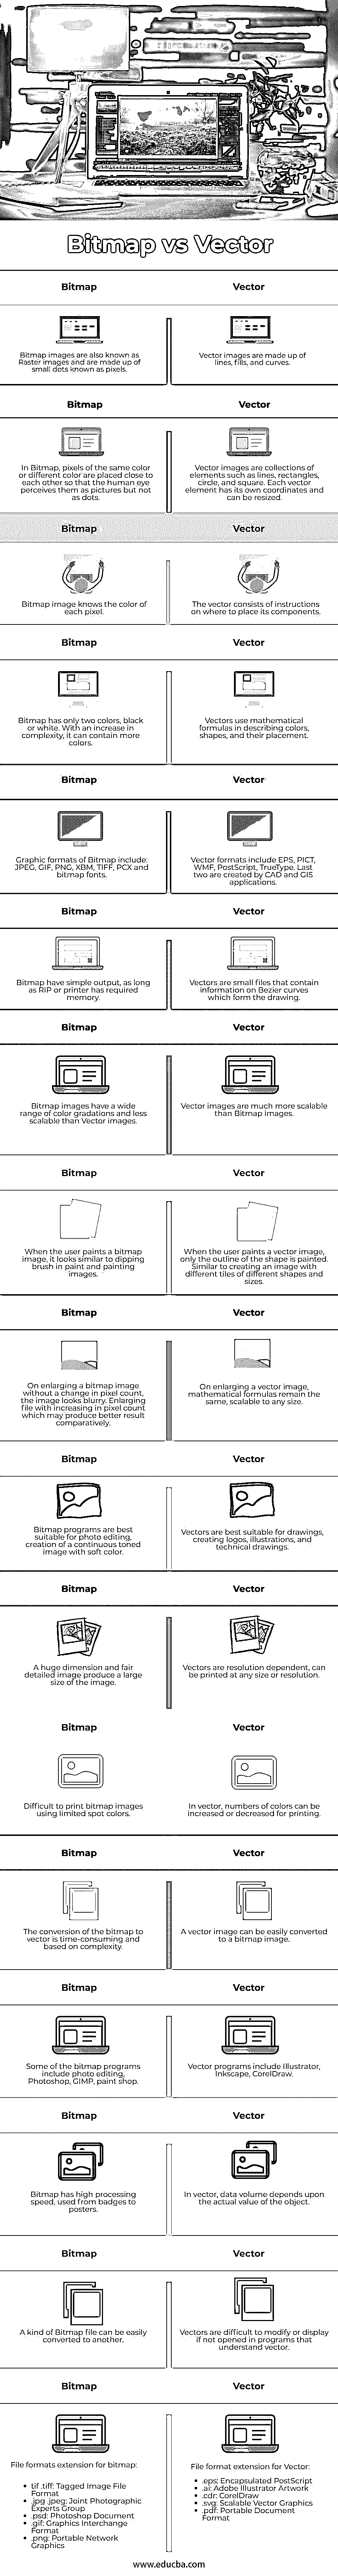 Bitmap vs Vector
Bitmap
Vector
Bitmap images are also known as
Raster images and are made up of
small dots known as pixels.
Vector images are made up of
lines, fills, and curves.
Bitmap
Vector
In Bitmap, pixels of the same color
or different color are placed close to
each other so that the human eye
perceives them as pictures but not
as dots.
Vector images are collections of
elements such as lines, rectangles,
circle, and square. Each vector
element has its own coordinates and
can be resized.
Bitmap
Vector
Bitmap image knows the color of
each pixel.
The vector consists of instructions
on where to place its components.
Bitmap
Vector
Bitmap has only two colors, black
or white. With an increase in
complexity, it can contain more
colors.
Vectors use mathematical
formulas in describing colors,
shapes, and their placement.
Bitmap
Vector
Graphic formats of Bitmap include:
JPEG, GIF, PNG, XBM, TIFF, PCX and
bitmap fonts.
Vector formats include EPS, PICT,
WMF, PostScript, TrueType. Last
two are created by CAD and GIS
applications.
Bitmap
Vector
Bitmap have simple output, as long
as RIP or printer has required
memory.
Vectors are small files that contain
information on Bezier curves
which form the drawing.
Bitmap
Vector
Bitmap images have a wide
range of color gradations and less
scalable than Vector images.
Vector images are much more scalable
than Bitmap images.
Bitmap
Vector
When the user paints a bitmap
image, it looks similar to dipping
brush in paint and painting
images.
When the user paints a vector image,
only the outline of the shape is painted.
Similar to creating an image with
different tiles of different shapes and
sizes.
Bitmap
Vector
On enlarging a bitmap image
without a change in pixel count,
the image looks blurry. Enlarging
file with increasing in pixel count
which may produce better result
comparatively.
On enlarging a vector image,
mathematical formulas remain the
same, scalable to any size.
Bitmap
Vector
Bitmap programs are best
suitable for photo editing,
creation of a continuous toned
image with soft color.
Vectors are best suitable for drawings,
creating logos, illustrations, and
technical drawings.
Bitmap
Vector
A huge dimension and fair
detailed image produce a large
size of the image.
Vectors are resolution dependent, can
be printed at any size or resolution.
Bitmap
Vector
Difficult to print bitmap images
using limited spot colors.
In vector, numbers of colors can be
increased or decreased for printing.
Bitmap
Vector
The conversion of the bitmap to
vector is time-consuming and
based on complexity.
A vector image can be easily converted
to a bitmap image.
Bitmap
Vector
Some of the bitmap programs
include photo editing,
Photoshop, GIMP, paint shop.
Vector programs include Illustrator,
Inkscape, CorelDraw.
Bitmap
Vector
Bitmap has high processing
speed, used from badges to
posters.
In vector, data volume depends upon
the actual value of the object.
Bitmap
Vector
A kind of Bitmap file can be easily
converted to another.
Vectors are difficult to modify or display
if not opened in programs that
understand vector.
Bitmap
Vector
File formats extension for bitmap:
• tif .tiff: Tagged Image File
Format
• .jpg .jpeg: Joint Photographic
Experts Group
• .psd: Photoshop Document
• .gif: Graphics Interchange
Format
• .png: Portable Network
Graphics
File format extension for Vector:
• .eps: Encapsulated PostScript
• .ai: Adobe Illustrator Artwork
• .cdr: CorelDraw
• .svg: Scalable Vector Graphics
• .pdf: Portable Document
Format
www.educba.com